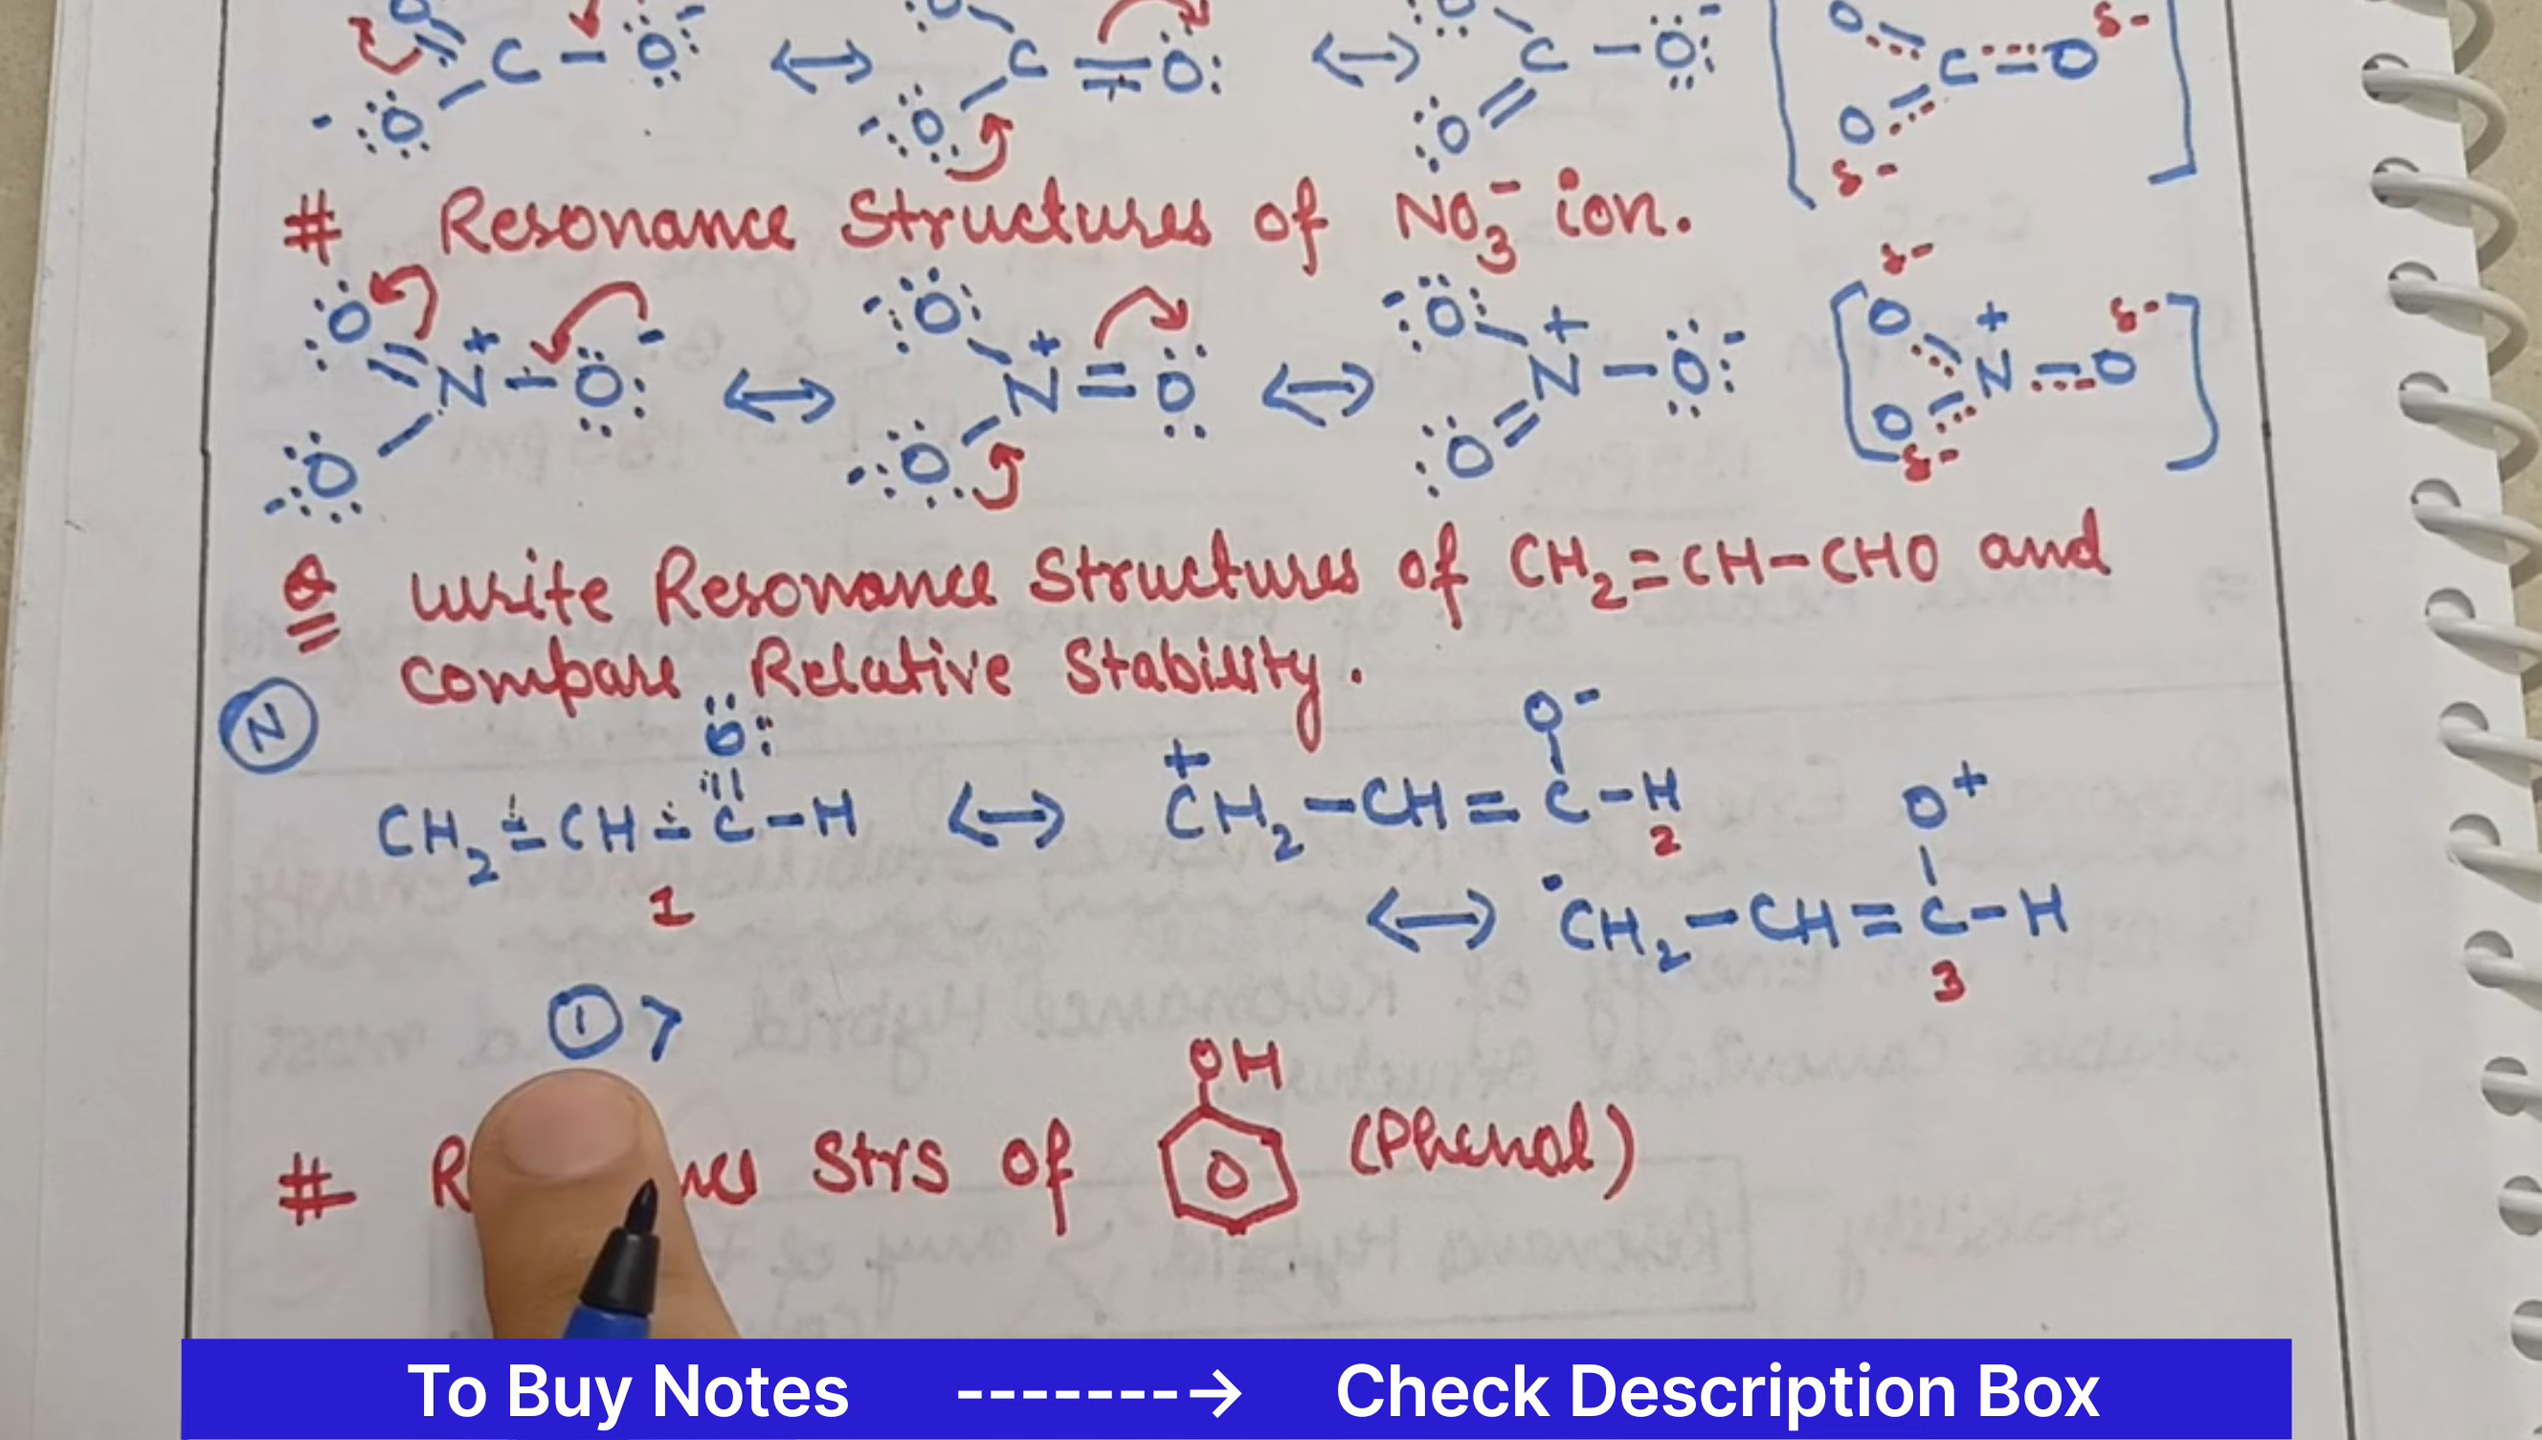 # Resonance Structures of NO₃⁻ ion.
Q Write Resonance Structures of CH₂=CH-CHO and
compare Relative Stability.
N
CH₂=CH-C-H ↔ ⁺CH₂-CH=C-H
1 2
↔ ⁻CH₂-CH=C-H
3
① >
# Strs of OH (Phenol)
To Buy Notes -------→ Check Description Box